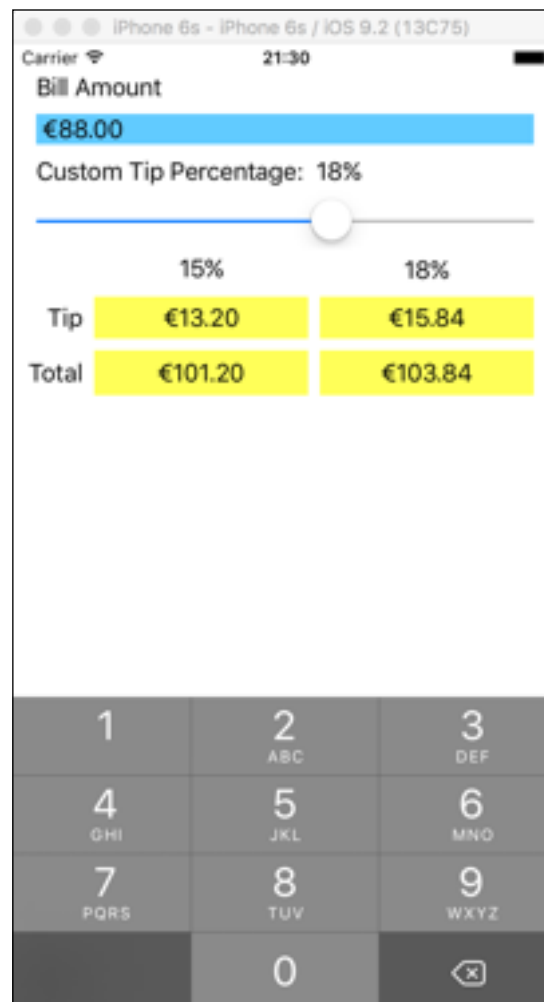 iPhone 6s - iPhone 6s / iOS 9.2 (13C75)
Carrier 21:30
Bill Amount
€88.00
Custom Tip Percentage: 18%
15% 18%
Tip €13.20 €15.84
Total €101.20 €103.84
1 2 3
ABC DEF
4 5 6
GHI JKL MNO
7 8 9
PQRS TUV WXYZ
0